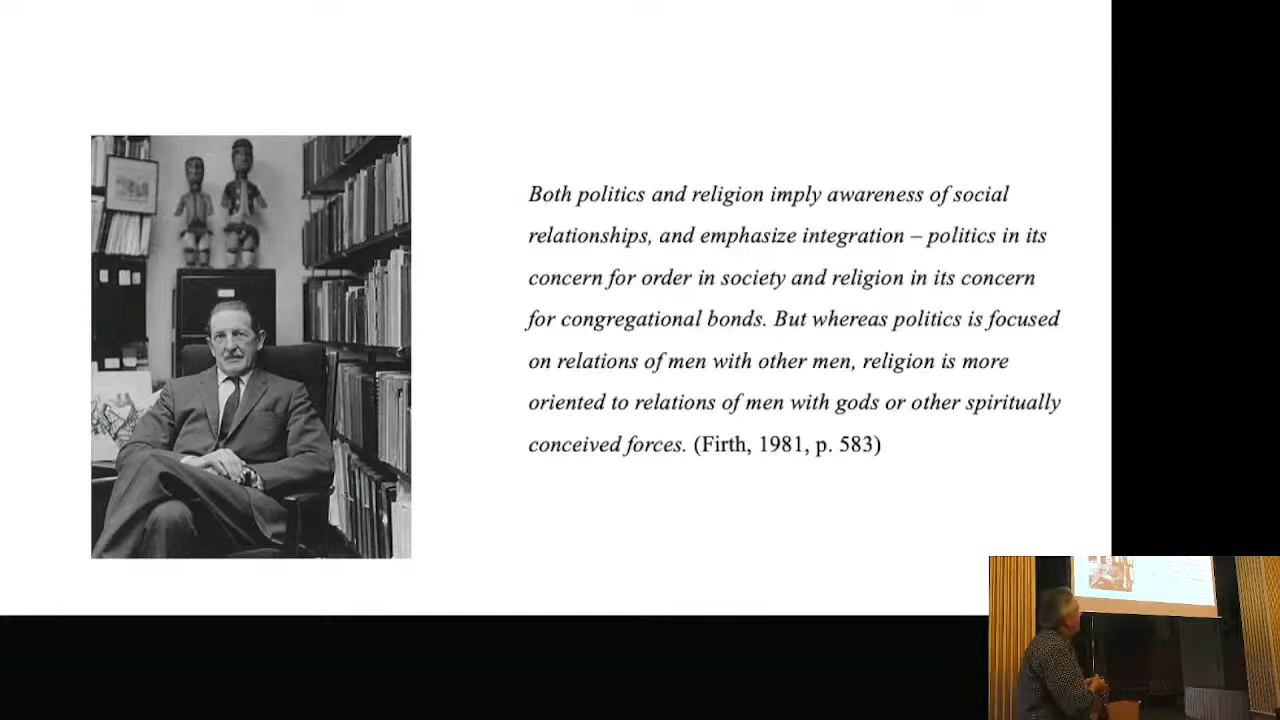 Both politics and religion imply awareness of social
relationships, and emphasize integration – politics in its
concern for order in society and religion in its concern
for congregational bonds. But whereas politics is focused
on relations of men with other men, religion is more
oriented to relations of men with gods or other spiritually
conceived forces. (Firth, 1981, p. 583)